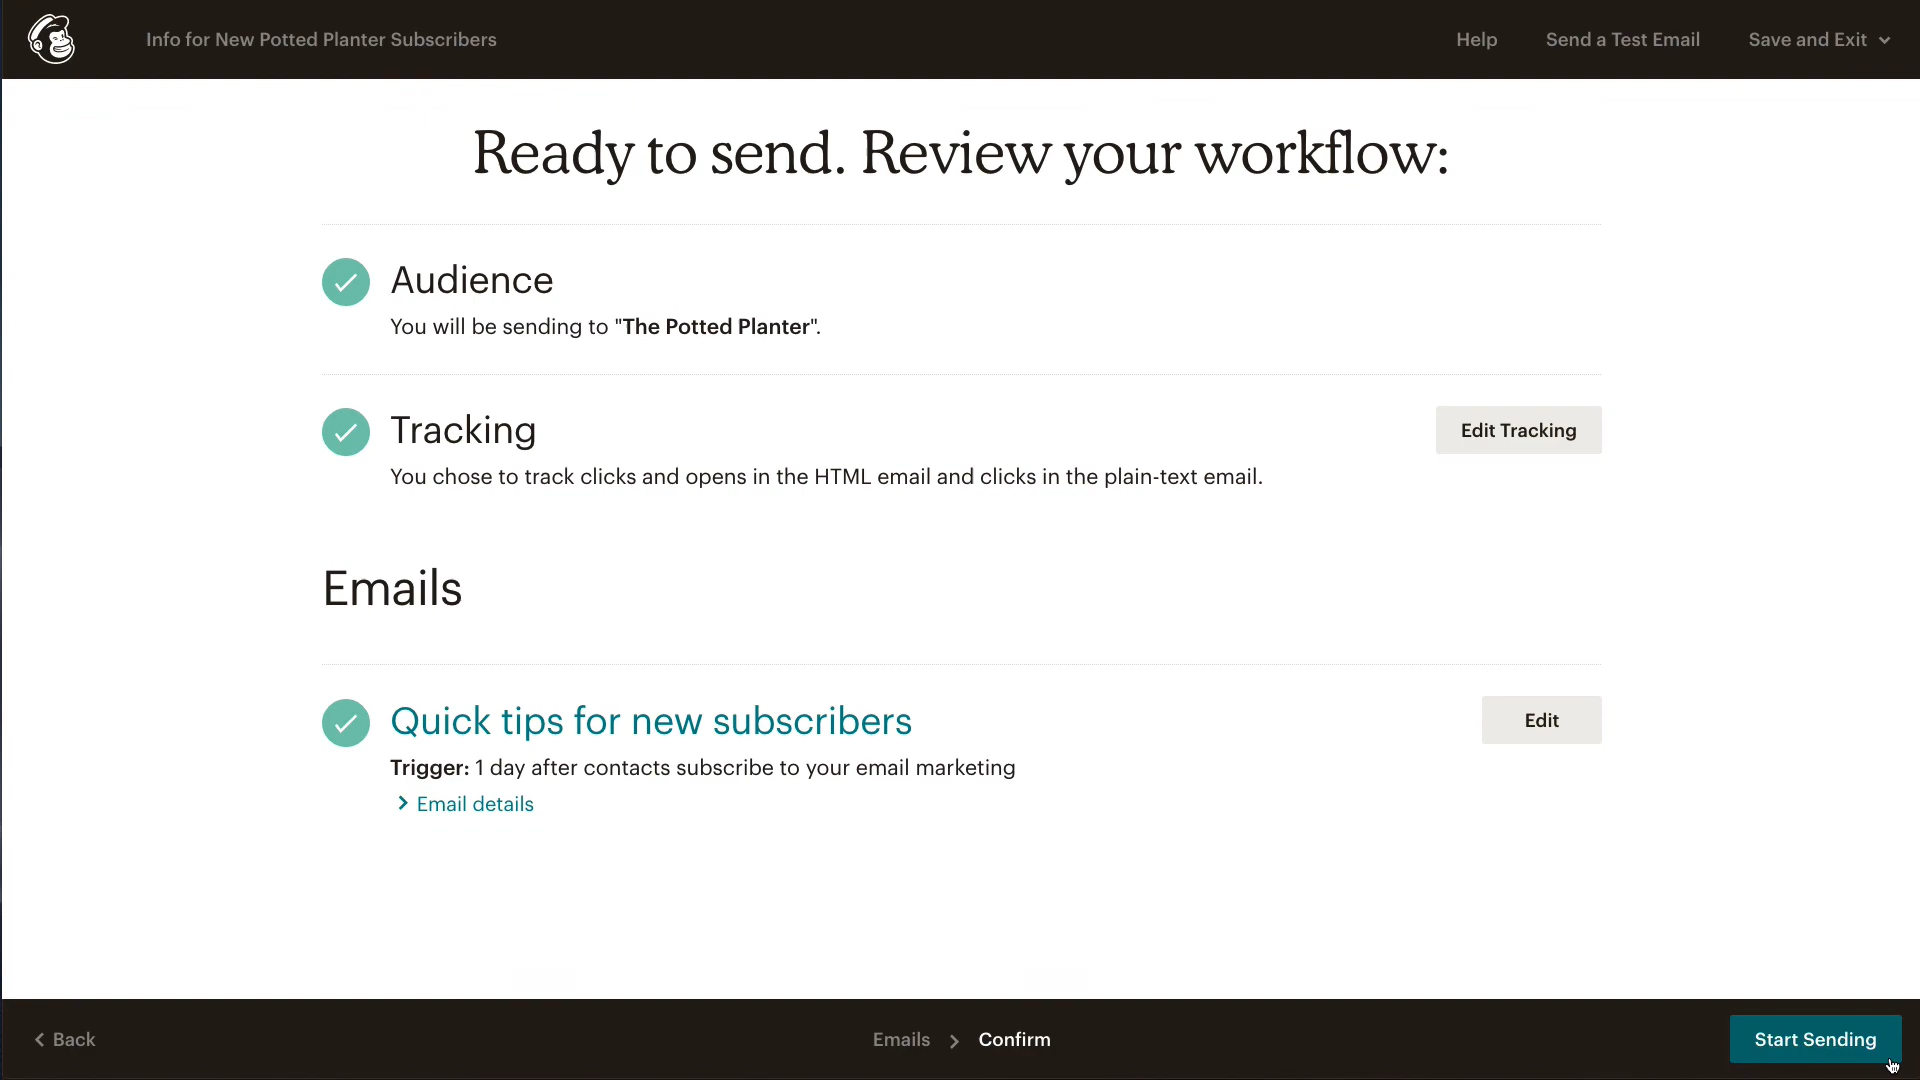 Info for New Potted Planter Subscribers
Help
Send a Test Email
Save and Exit
Ready to send. Review your workflow:
Audience
You will be sending to "The Potted Planter".
Tracking
Edit Tracking
You chose to track clicks and opens in the HTML email and clicks in the plain-text email.
Emails
Quick tips for new subscribers
Edit
Trigger: 1 day after contacts subscribe to your email marketing
Email details
Back
Emails
Confirm
Start Sending